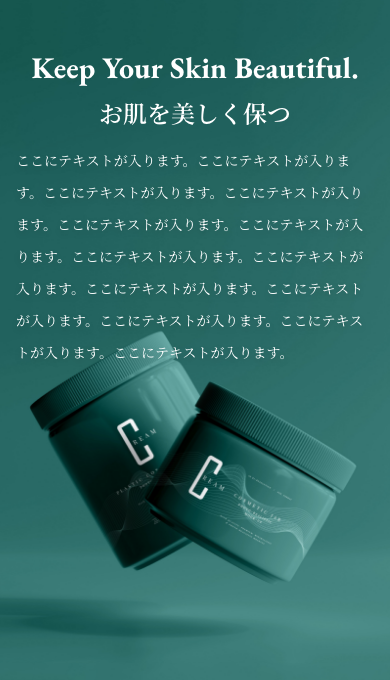 Keep Your Skin Beautiful.
お肌を美しく保つ
ここにテキストが入ります。ここにテキストが入りま
す。ここにテキストが入ります。ここにテキストが入り
ます。ここにテキストが入ります。ここにテキストが入
ります。ここにテキストが入ります。ここにテキストが
入ります。ここにテキストが入ります。ここにテキスト
が入ります。ここにテキストが入ります。ここにテキス
トが入ります。ここにテキストが入ります。
CREAM
CREAM
COSMETIC JAR